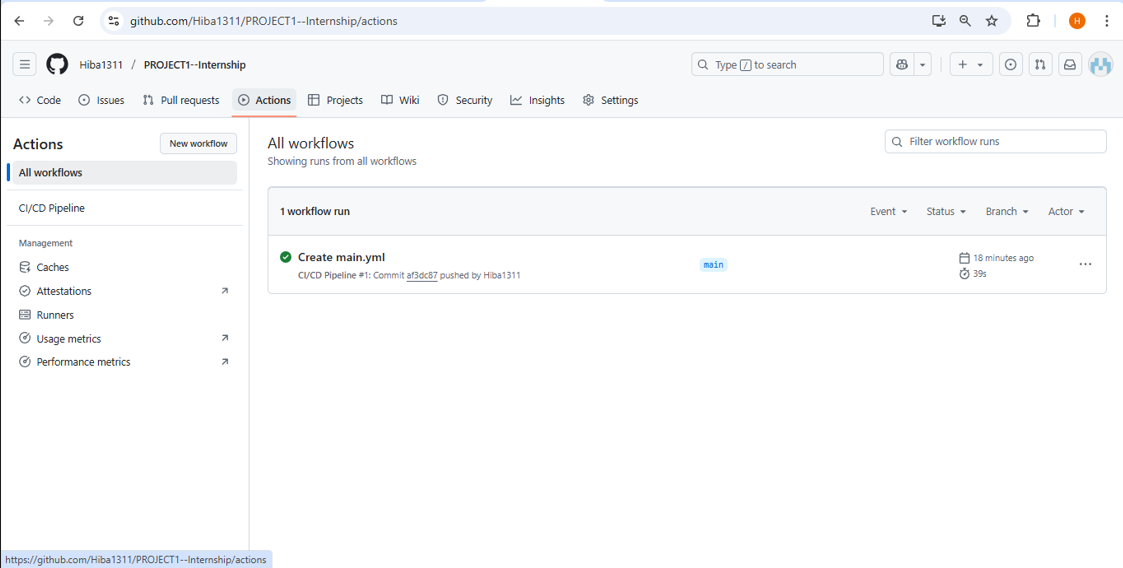 github.com/Hiba1311/PROJECT1--Internship/actions
H
Hiba1311 / PROJECT1--Internship
Type / to search
Code Issues Pull requests Actions Projects Wiki Security Insights Settings
Actions
New workflow
All workflows
CI/CD Pipeline
Management
Caches
Attestations
Runners
Usage metrics
Performance metrics
All workflows
Showing runs from all workflows
Filter workflow runs
1 workflow run
Event Status Branch Actor
Create main.yml
CI/CD Pipeline #1: Commit af3dc87 pushed by Hiba1311
main
18 minutes ago
39s
https://github.com/Hiba1311/PROJECT1--Internship/actions